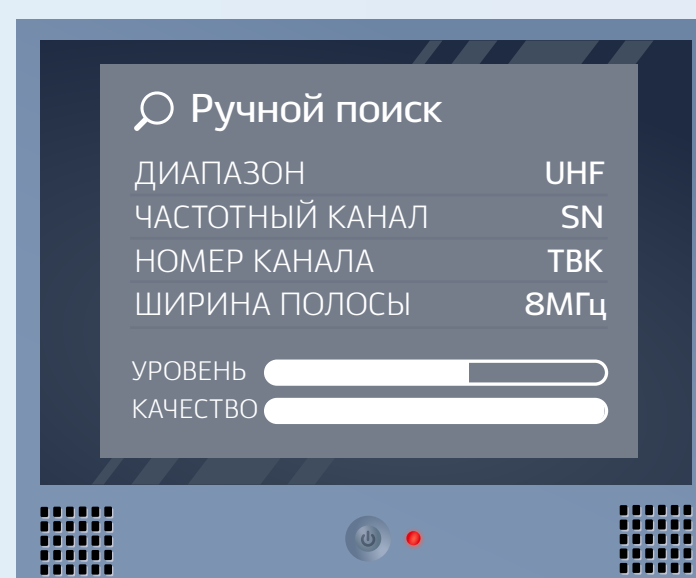 Ручной поиск
ДИАПАЗОН UHF
ЧАСТОТНЫЙ КАНАЛ SN
НОМЕР КАНАЛА ТВК
ШИРИНА ПОЛОСЫ 8МГц
УРОВЕНЬ
КАЧЕСТВО